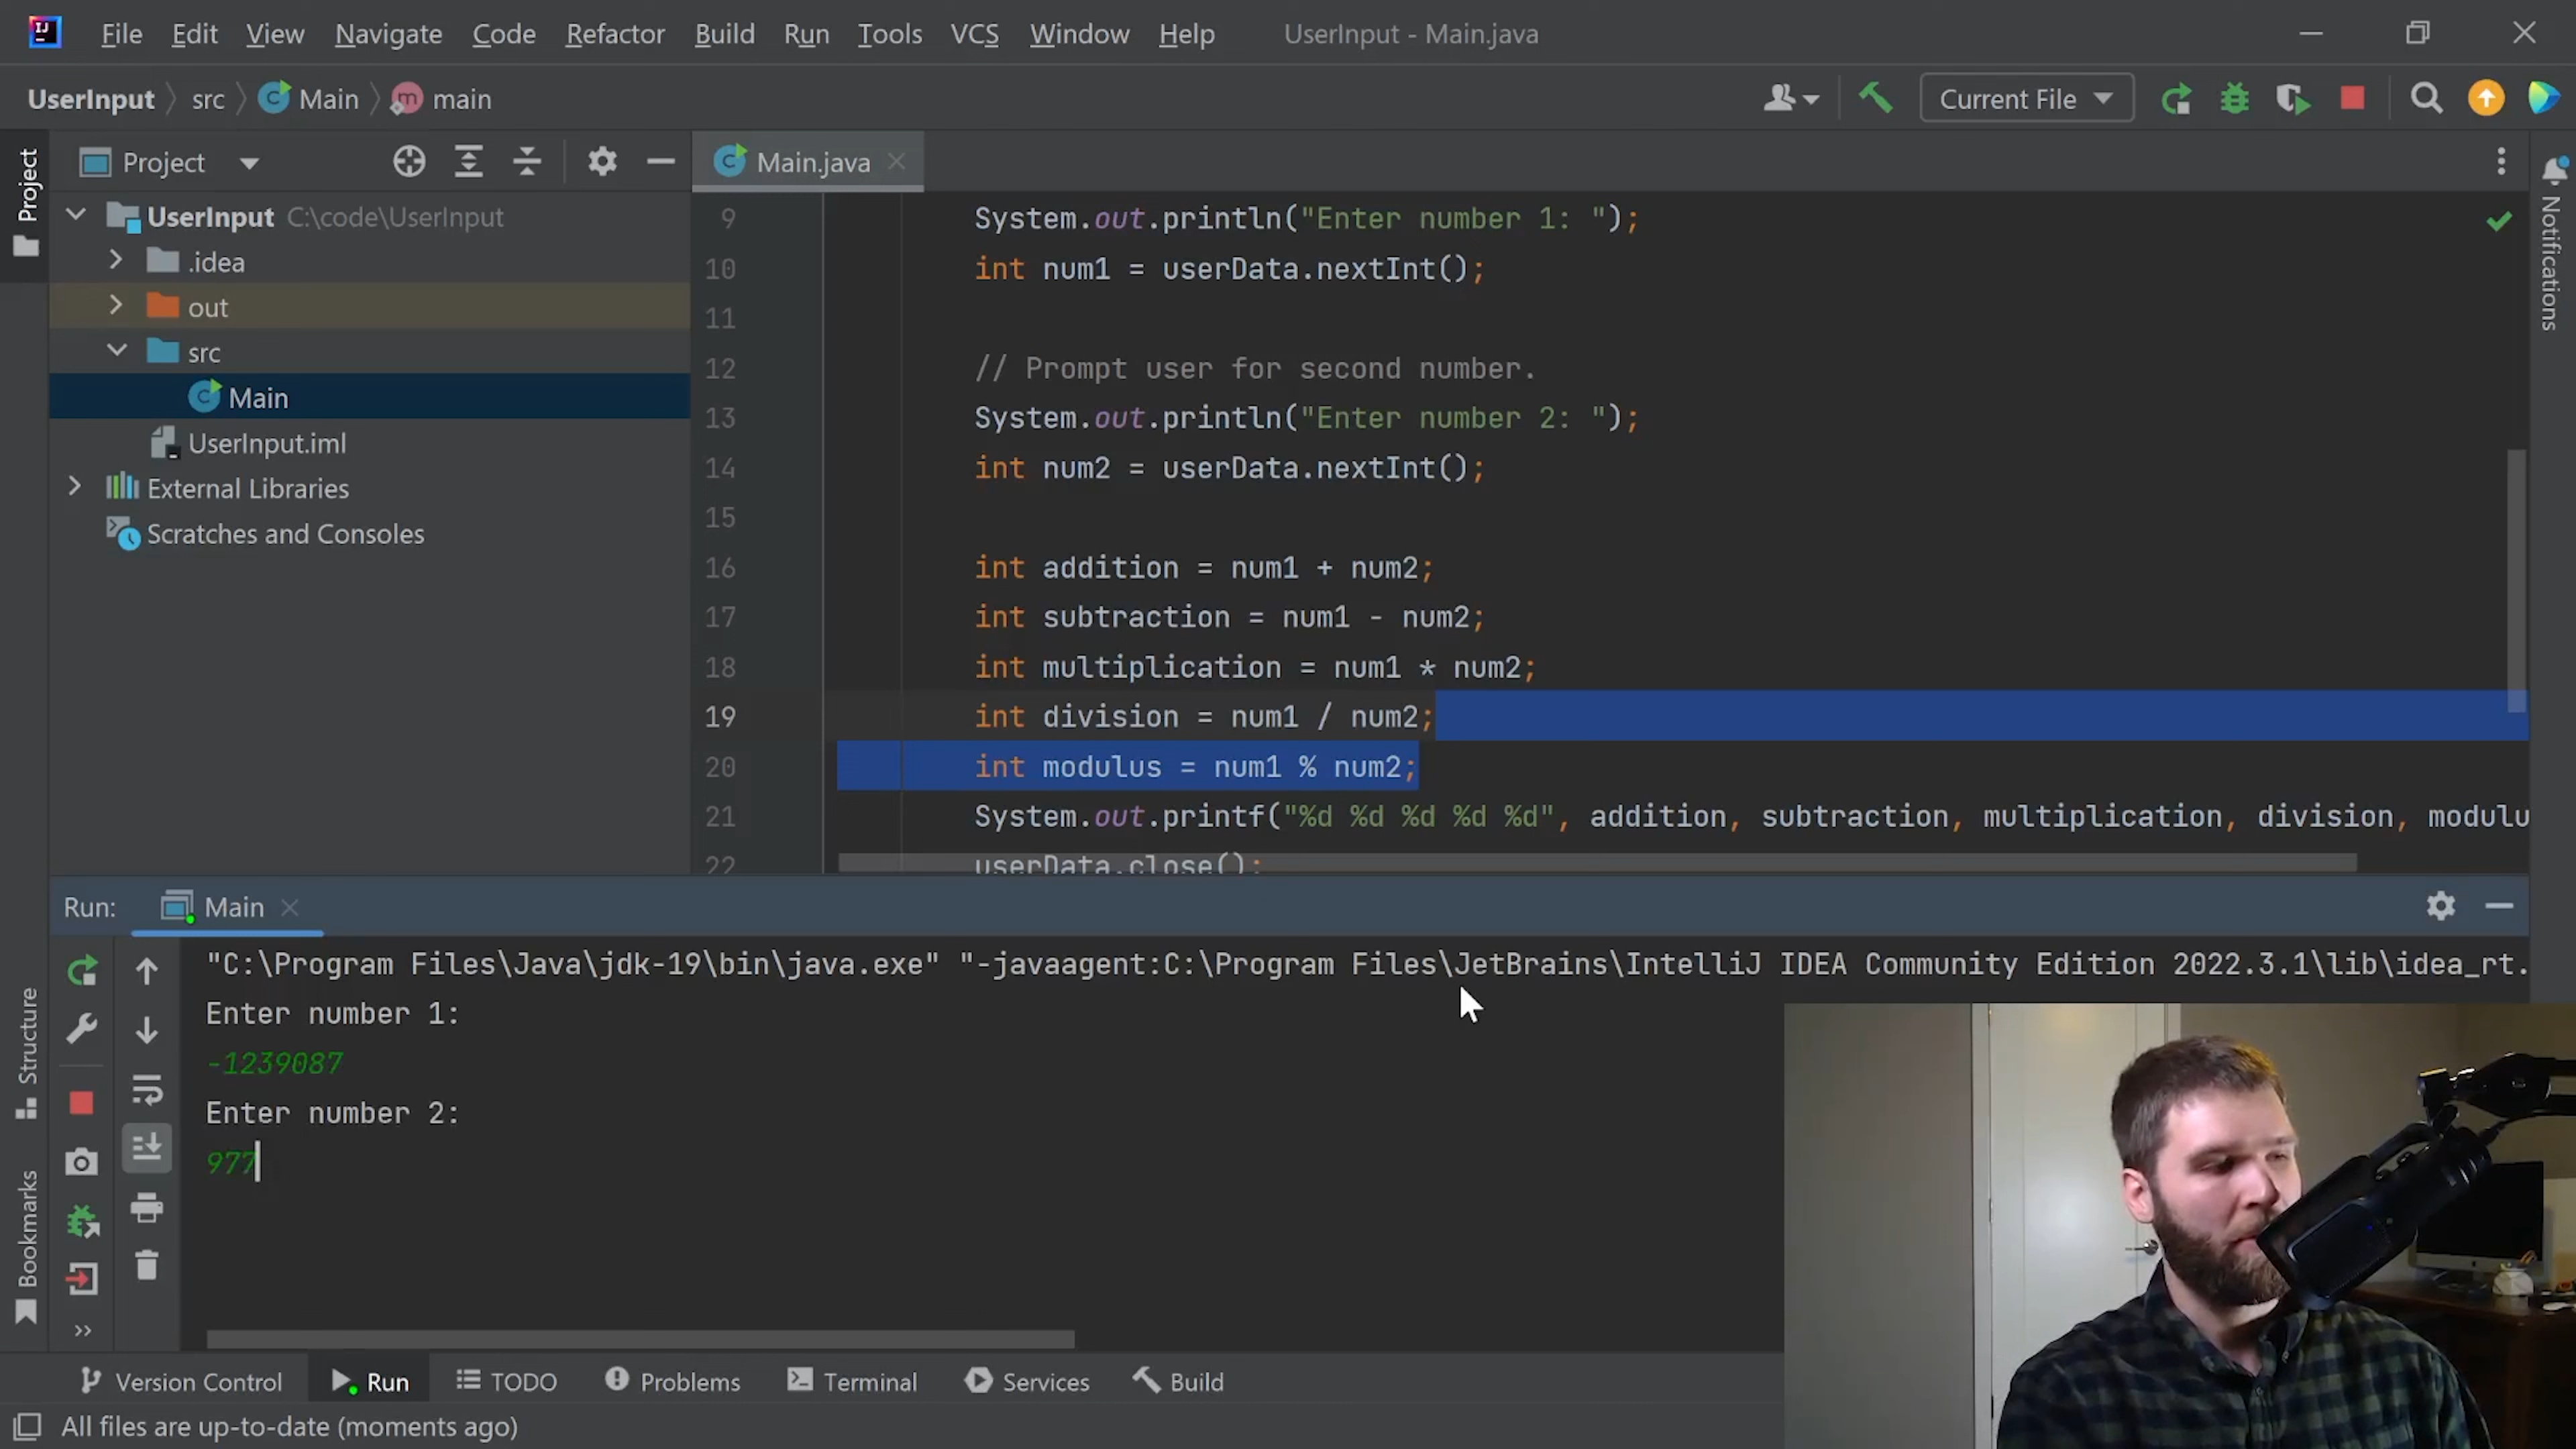 File Edit View Navigate Code Refactor Build Run Tools VCS Window Help UserInput - Main.java
UserInput src Main main Current File
Project
Project
Main.java
UserInput C:\code\UserInput
.idea
out
src
Main
UserInput.iml
External Libraries
Scratches and Consoles
9 System.out.println("Enter number 1: ");
10 int num1 = userData.nextInt();
11
12 // Prompt user for second number.
13 System.out.println("Enter number 2: ");
14 int num2 = userData.nextInt();
15
16 int addition = num1 + num2;
17 int subtraction = num1 - num2;
18 int multiplication = num1 * num2;
19 int division = num1 / num2;
20 int modulus = num1 % num2;
21 System.out.printf("%d %d %d %d %d", addition, subtraction, multiplication, division, modulu
22 userData.close();
Notifications
Run: Main
"C:\Program Files\Java\jdk-19\bin\java.exe" "-javaagent:C:\Program Files\JetBrains\IntelliJ IDEA Community Edition 2022.3.1\lib\idea_rt.
Enter number 1:
-1239087
Enter number 2:
977
Structure
Bookmarks
Version Control Run TODO Problems Terminal Services Build
All files are up-to-date (moments ago)